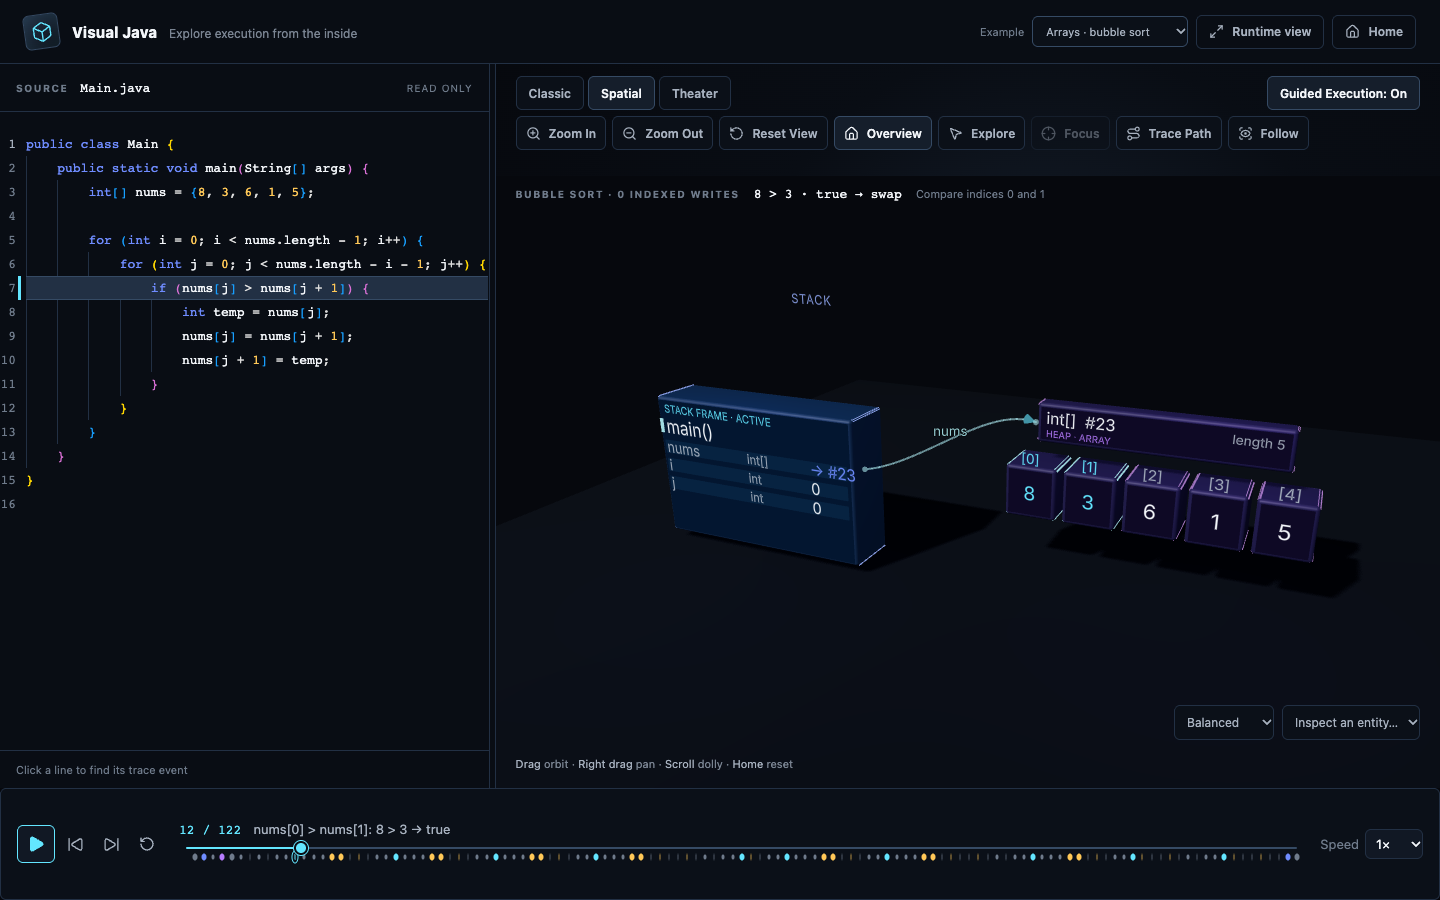 Visual Java Explore execution from the inside
Example Arrays · bubble sort Runtime view Home
SOURCE Main.java READ ONLY
1 public class Main {
2 public static void main(String[] args) {
3 int[] nums = {8, 3, 6, 1, 5};
4
5 for (int i = 0; i < nums.length - 1; i++) {
6 for (int j = 0; j < nums.length - i - 1; j++) {
7 if (nums[j] > nums[j + 1]) {
8 int temp = nums[j];
9 nums[j] = nums[j + 1];
10 nums[j + 1] = temp;
11 }
12 }
13 }
14 }
15 }
16
Click a line to find its trace event
Classic Spatial Theater Guided Execution: On
Zoom In Zoom Out Reset View Overview Explore Focus Trace Path Follow
BUBBLE SORT · 0 INDEXED WRITES 8 > 3 · true → swap Compare indices 0 and 1
STACK
STACK FRAME · ACTIVE
main()
nums int[] → #23
i int 0
j int 0
nums
int[] #23
HEAP · ARRAY length 5
[0] [1] [2] [3] [4]
8 3 6 1 5
Balanced Inspect an entity...
Drag orbit · Right drag pan · Scroll dolly · Home reset
12 / 122 nums[0] > nums[1]: 8 > 3 → true
Speed 1×